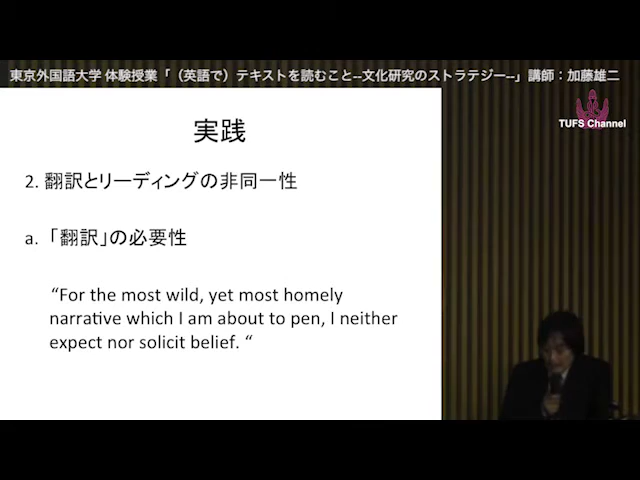 東京外国語大学 体験授業「（英語で）テキストを読むこと--文化研究のストラテジー--」講師：加藤雄二
TUFS Channel
実践
2. 翻訳とリーディングの非同一性
a. 「翻訳」の必要性
“For the most wild, yet most homely
narrative which I am about to pen, I neither
expect nor solicit belief. “